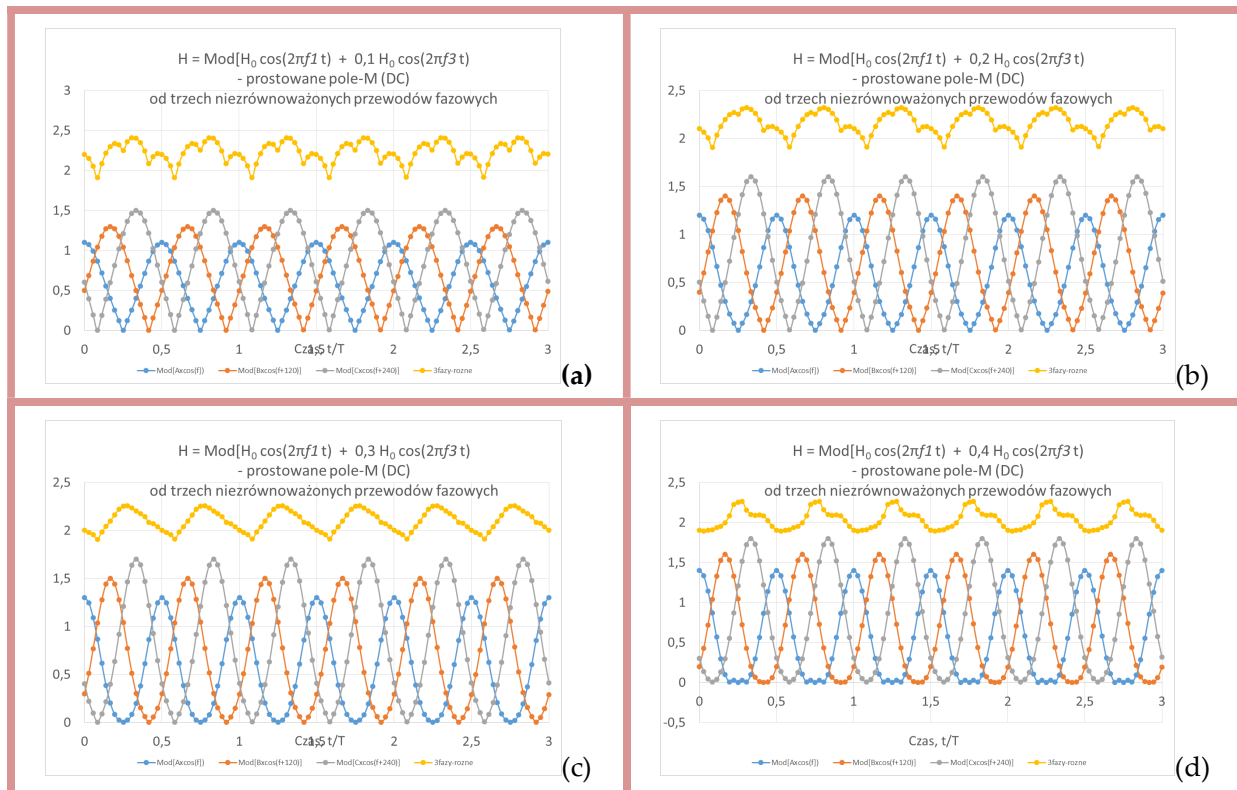 H = Mod[H₀ cos(2πf1 t) + 0,1 H₀ cos(2πf3 t)
- prostowane pole-M (DC)
od trzech niezrównoważonych przewodów fazowych
3
2,5
2
1,5
1
0,5
0
0 0,5 1 1,5 2 2,5 3
Czas, t/T
Mod[Axcos(f)] Mod[Bxcos(f+120)] Mod[Cxcos(f+240)] 3fazy-rozne
(a)
H = Mod[H₀ cos(2πf1 t) + 0,2 H₀ cos(2πf3 t)
- prostowane pole-M (DC)
od trzech niezrównoważonych przewodów fazowych
2,5
2
1,5
1
0,5
0
0 0,5 1 1,5 2 2,5 3
Czas, t/T
Mod[Axcos(f)] Mod[Bxcos(f+120)] Mod[Cxcos(f+240)] 3fazy-rozne
(b)
H = Mod[H₀ cos(2πf1 t) + 0,3 H₀ cos(2πf3 t)
- prostowane pole-M (DC)
od trzech niezrównoważonych przewodów fazowych
2,5
2
1,5
1
0,5
0
0 0,5 1 1,5 2 2,5 3
Czas, t/T
Mod[Axcos(f)] Mod[Bxcos(f+120)] Mod[Cxcos(f+240)] 3fazy-rozne
(c)
H = Mod[H₀ cos(2πf1 t) + 0,4 H₀ cos(2πf3 t)
- prostowane pole-M (DC)
od trzech niezrównoważonych przewodów fazowych
2,5
2
1,5
1
0,5
0
-0,5
0 0,5 1 1,5 2 2,5 3
Czas, t/T
Mod[Axcos(f)] Mod[Bxcos(f+120)] Mod[Cxcos(f+240)] 3fazy-rozne
(d)